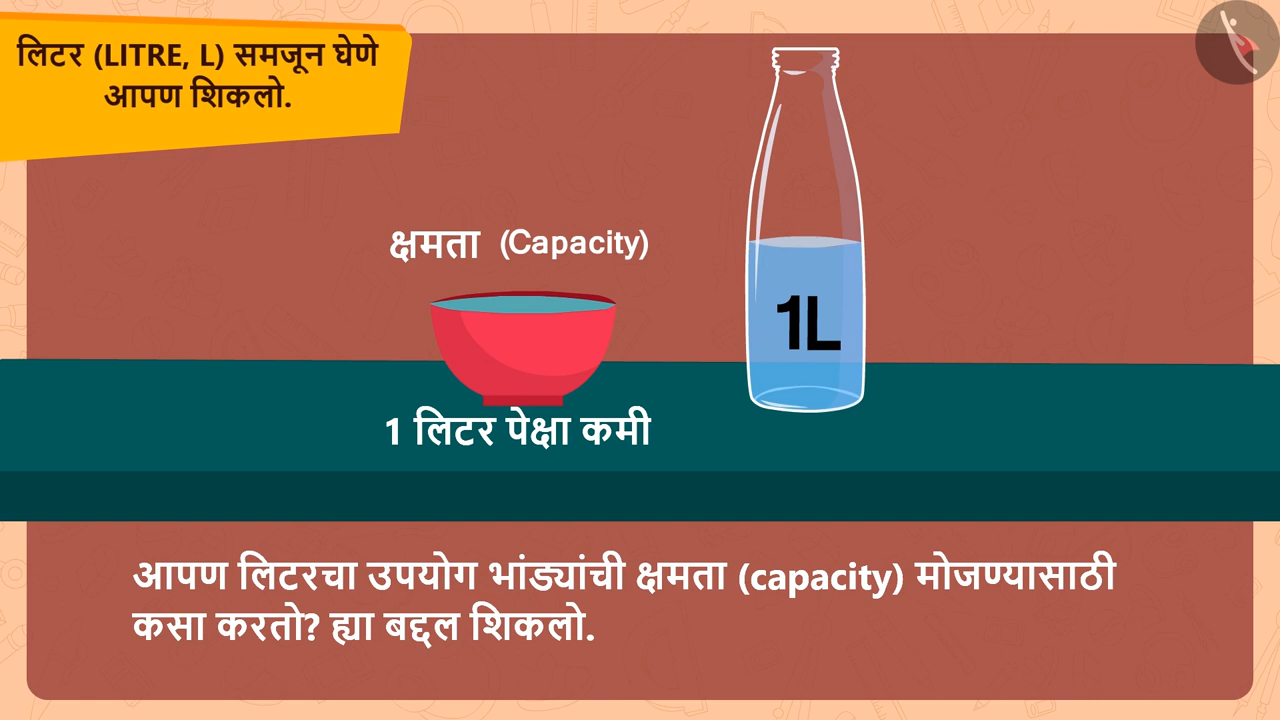 लिटर (LITRE, L) समजून घेणे
आपण शिकलो.
क्षमता (Capacity)
1L
1 लिटर पेक्षा कमी
आपण लिटरचा उपयोग भांड्यांची क्षमता (capacity) मोजण्यासाठी
कसा करतो? ह्या बद्दल शिकलो.